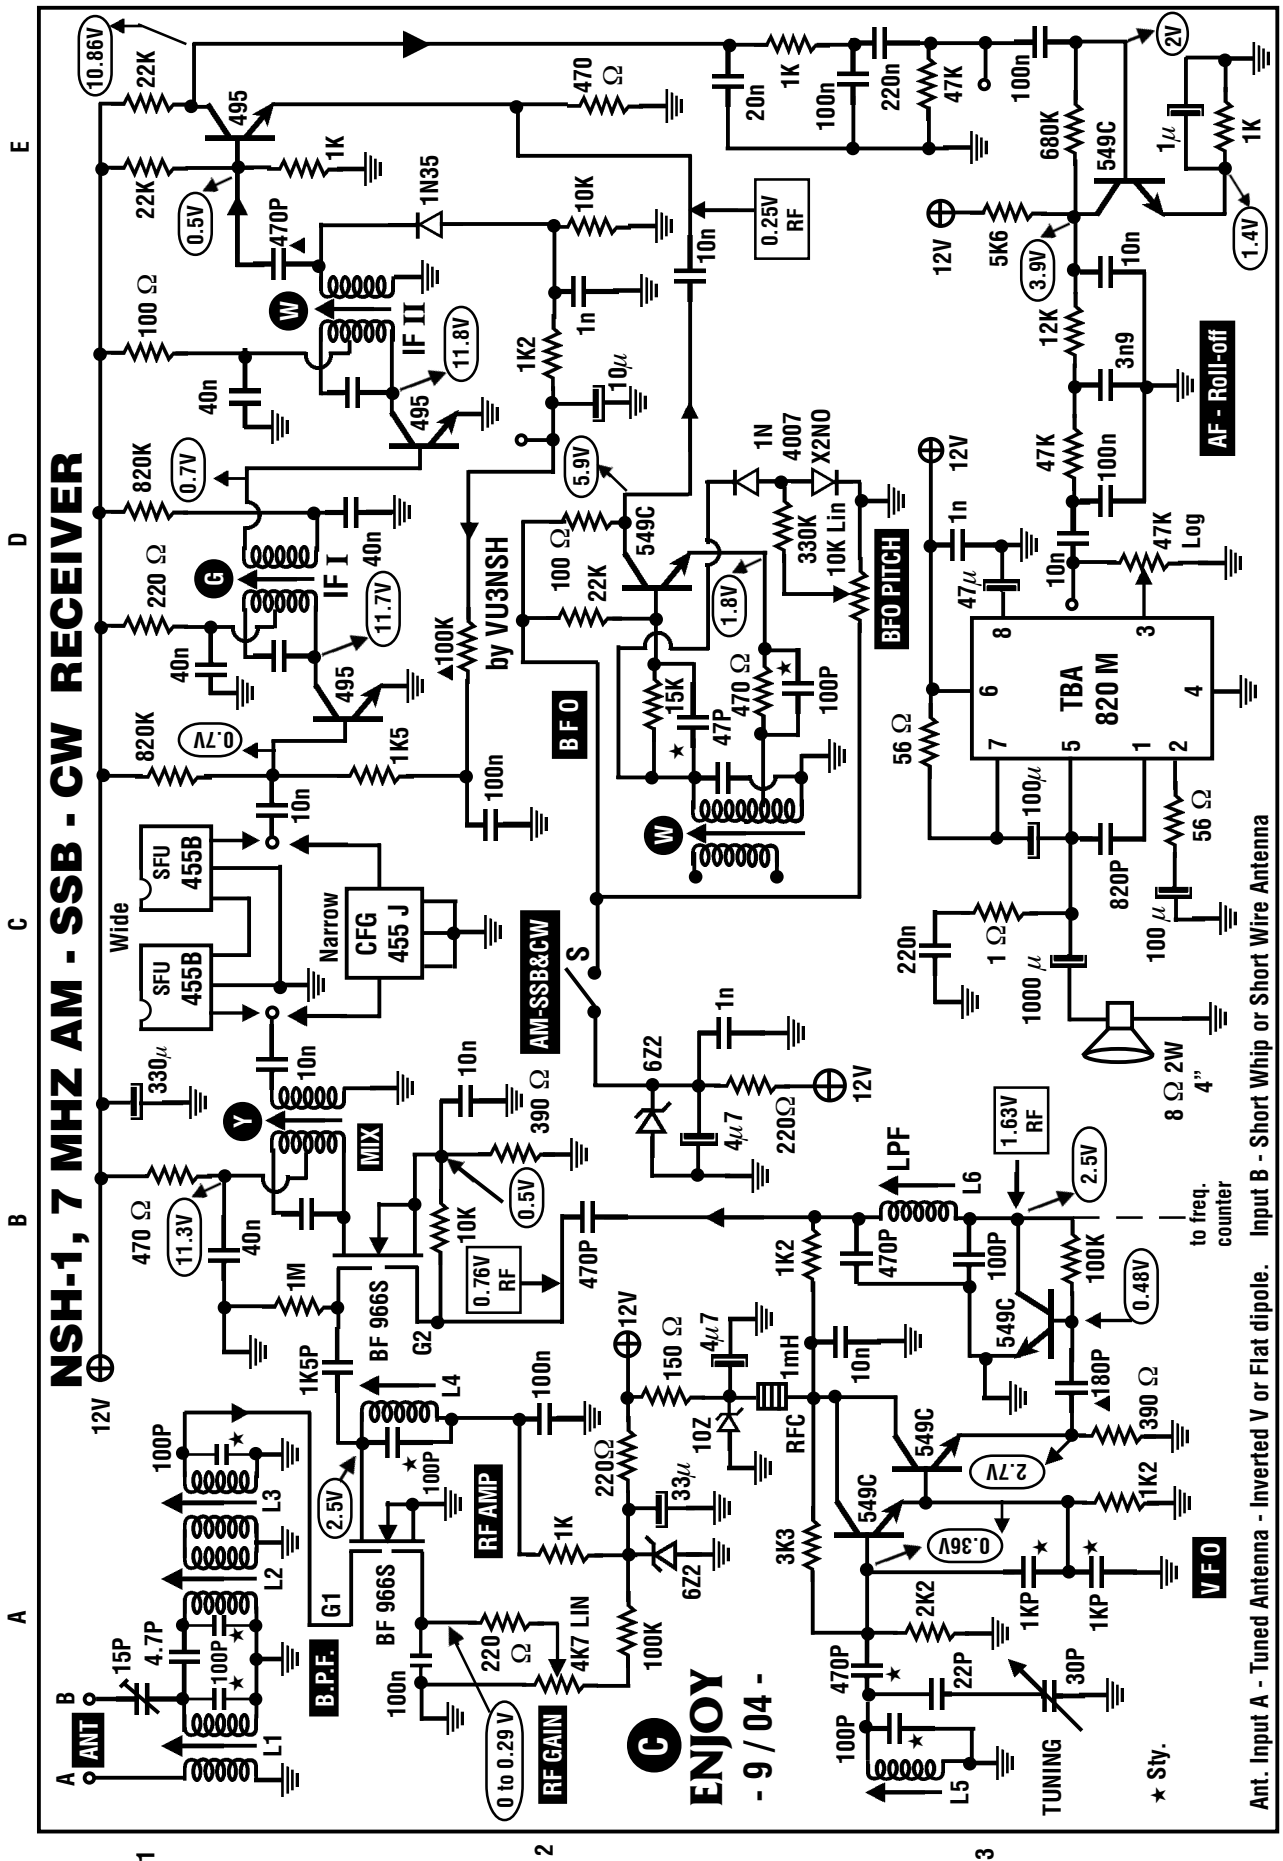 NSH-1, 7 MHZ AM - SSB - CW RECEIVER
by VU3NSH
A
B
C
D
E
1
2
3
A
B
ANT
15P
4.7P
100P
L1
L2
L3
100P
B.P.F.
12V
470 Ω
11.3V
40n
1M
1K5P
BF 966S
G2
MIX
Y
10n
330µ
10n
390 Ω
0.5V
10K
0.76V
RF
470P
Wide
SFU
455B
SFU
455B
Narrow
CFG
455 J
10n
820K
0.7V
495
1K5
100n
100K
220 Ω
40n
G
IF I
11.7V
820K
0.7V
40n
495
100 Ω
40n
W
IF II
11.8V
470P
22K
0.5V
22K
10.86V
495
1K
470
Ω
1N35
10K
1n
1K2
10µ
G1
BF 966S
2.5V
100P
L4
RF AMP
100n
100n
220
Ω
4K7 LIN
0 to 0.29 V
RF GAIN
1K
100K
6Z2
33µ
220Ω
12V
150 Ω
4µ7
10Z
1mH
RFC
C
ENJOY
- 9 / 04 -
AM-SSB&CW
S
6Z2
1n
4µ7
220Ω
12V
B F O
W
15K
47P
470 Ω
100P
22K
100 Ω
549C
5.9V
1.8V
330K
10K Lin
1N
4007
X2NO
BFO PITCH
10n
0.25V
RF
20n
1K
100n
220n
47K
100n
680K
549C
2V
1µ
1K
1.4V
12V
5K6
3.9V
10n
12K
3n9
47K
100n
AF - Roll-off
10n
47K
Log
12V
1n
47µ
TBA
820 M
8
3
6
4
7
5
1
2
56 Ω
100µ
820P
56 Ω
100 µ
220n
1 Ω
1000 µ
8 Ω 2W
4”
3K3
549C
549C
0.36V
2.7V
1K2
390 Ω
180P
1KP
1KP
V F O
2K2
470P
22P
30P
100P
L5
TUNING
10n
1K2
470P
100P
LPF
L6
549C
100K
0.48V
1.63V
RF
2.5V
to freq.
counter
★ Sty.
Ant. Input A - Tuned Antenna - Inverted V or Flat dipole. Input B - Short Whip or Short Wire Antenna